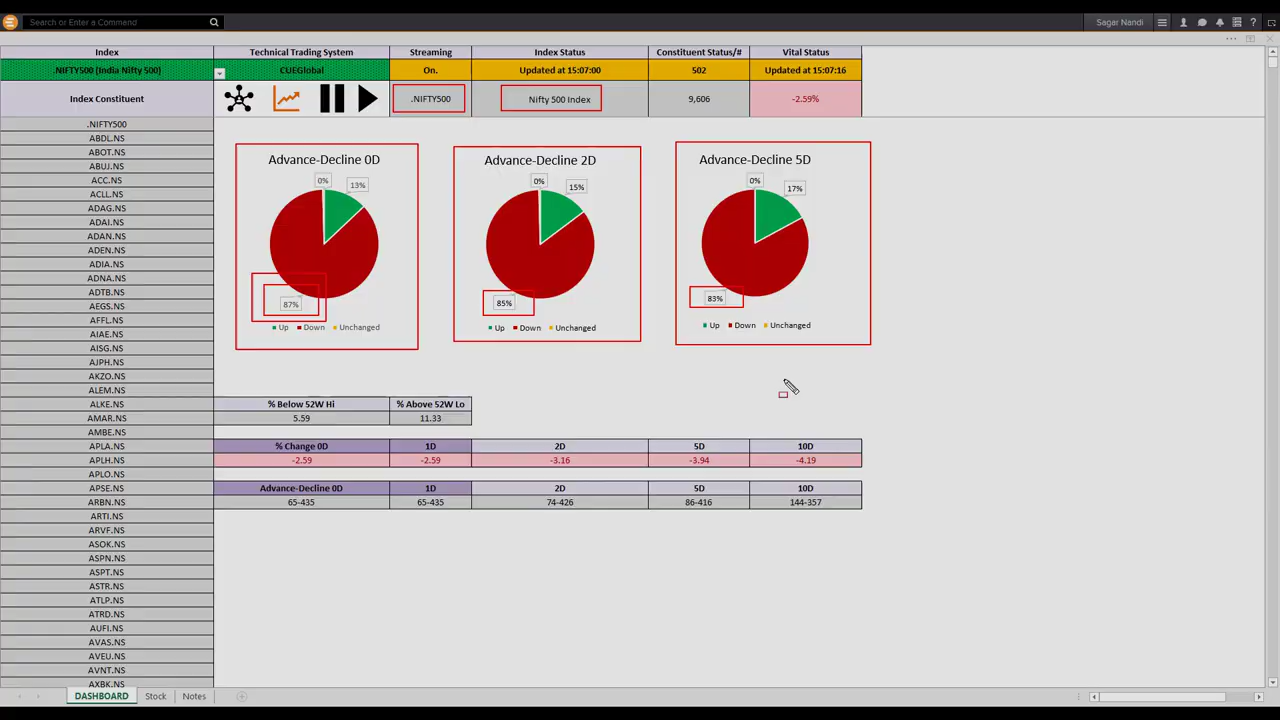 Search or Enter a Command
Sagar Nandi
Index
Technical Trading System
Streaming
Index Status
Constituent Status/#
Vital Status
.NIFTY500 (India Nifty 500)
CUEGlobal
On.
Updated at 15:07:00
502
Updated at 15:07:16
Index Constituent
.NIFTY500
Nifty 500 Index
9,606
-2.59%
.NIFTY500
ABDL.NS
ABOT.NS
ABUJ.NS
ACC.NS
ACLL.NS
ADAG.NS
ADAI.NS
ADAN.NS
ADEN.NS
ADIA.NS
ADNA.NS
ADTB.NS
AEGS.NS
AFFL.NS
AIAE.NS
AISG.NS
AJPH.NS
AKZO.NS
ALEM.NS
ALKE.NS
AMAR.NS
AMBE.NS
APLA.NS
APLH.NS
APLO.NS
APSE.NS
ARBN.NS
ARTI.NS
ARVF.NS
ASOK.NS
ASPN.NS
ASPT.NS
ASTR.NS
ATLP.NS
ATRD.NS
AUFI.NS
AVAS.NS
AVEU.NS
AVNT.NS
AXBK.NS
Advance-Decline 0D
0%
13%
87%
Up Down Unchanged
Advance-Decline 2D
0%
15%
85%
Up Down Unchanged
Advance-Decline 5D
0%
17%
83%
Up Down Unchanged
% Below 52W Hi
% Above 52W Lo
5.59
11.33
% Change 0D
1D
2D
5D
10D
-2.59
-2.59
-3.16
-3.94
-4.19
Advance-Decline 0D
1D
2D
5D
10D
65-435
65-435
74-426
86-416
144-357
DASHBOARD
Stock
Notes